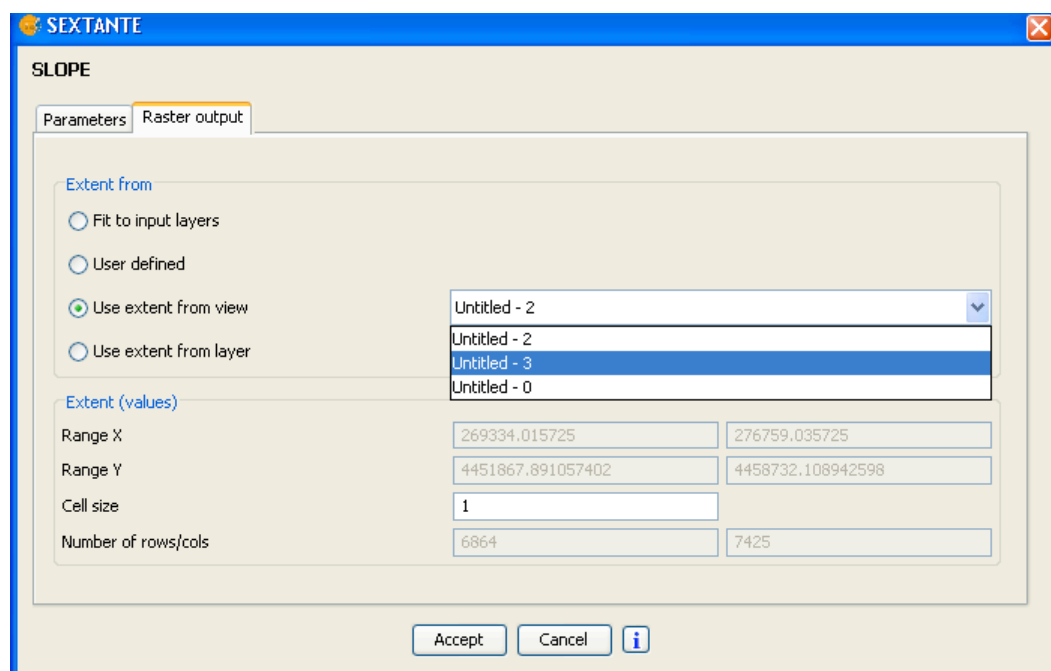 SEXTANTE
SLOPE
Parameters Raster output
Extent from
Fit to input layers
User defined
Use extent from view Untitled - 2
Untitled - 2
Use extent from layer Untitled - 3
Untitled - 0
Extent (values)
Range X 269334.015725 276759.035725
Range Y 4451867.891057402 4458732.108942598
Cell size 1
Number of rows/cols 6864 7425
Accept Cancel i